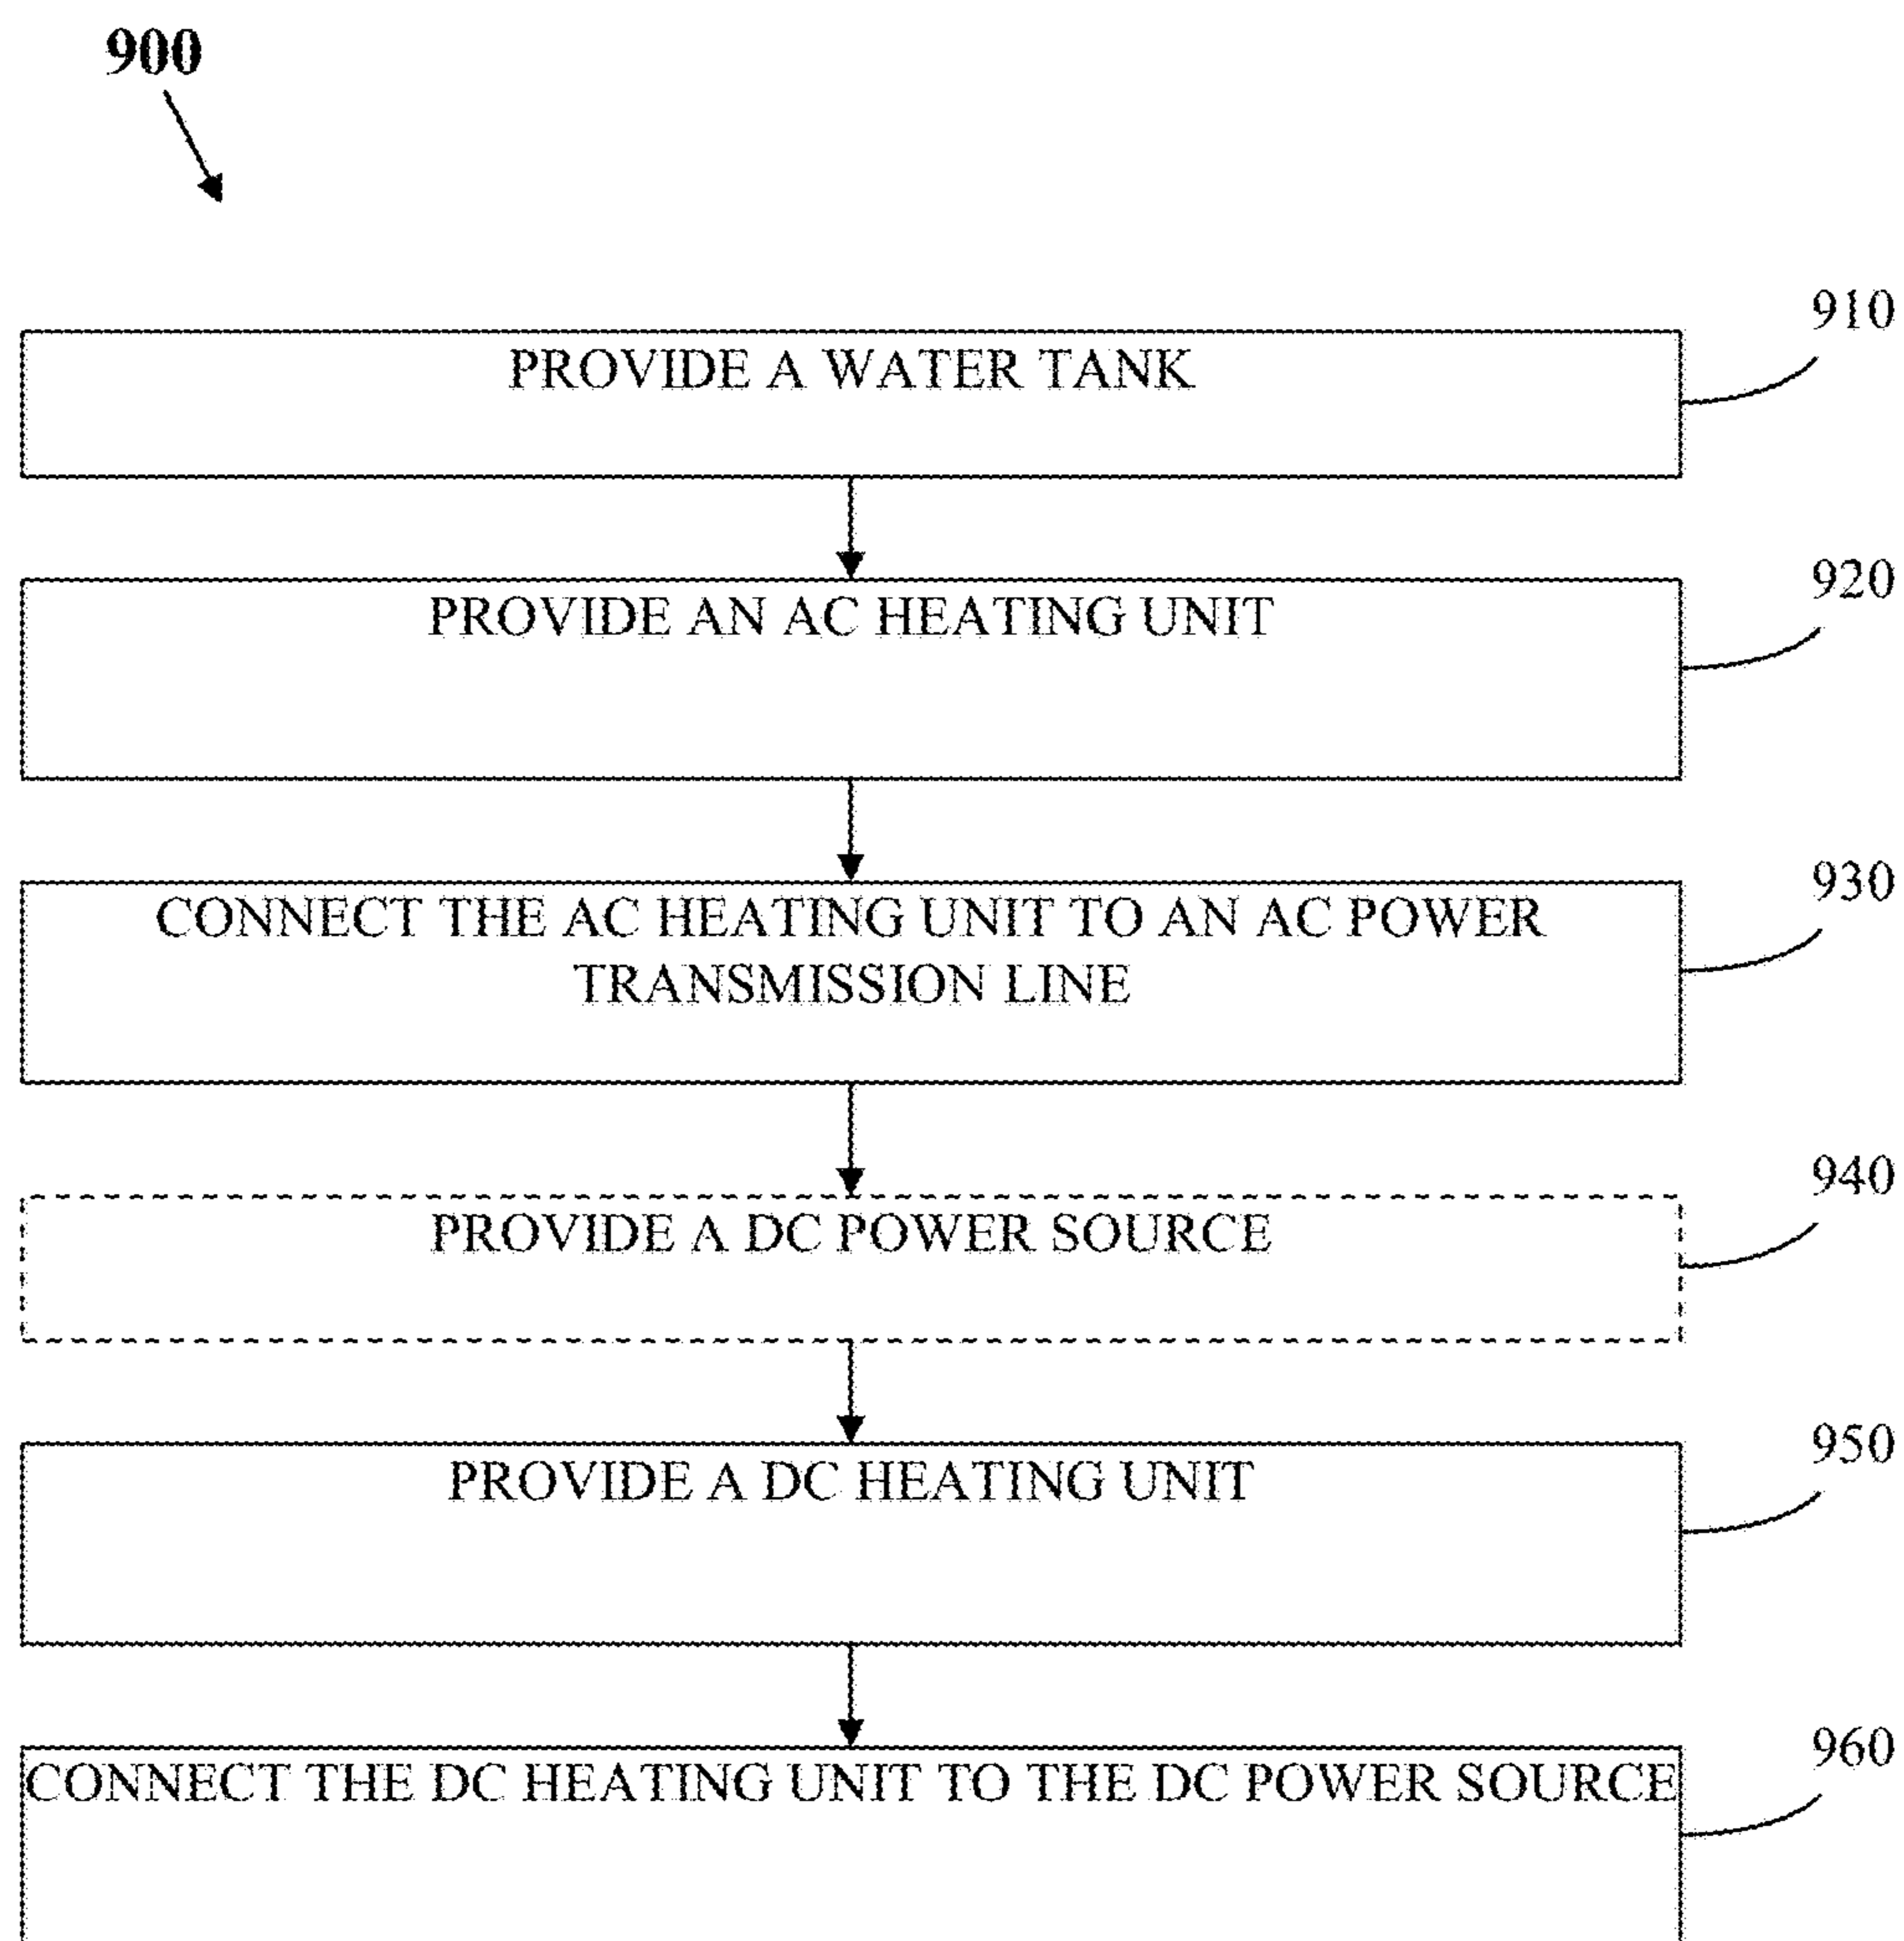 900
910
PROVIDE A WATER TANK
920
PROVIDE AN AC HEATING UNIT
930
CONNECT THE AC HEATING UNIT TO AN AC POWER
TRANSMISSION LINE
940
PROVIDE A DC POWER SOURCE
950
PROVIDE A DC HEATING UNIT
960
CONNECT THE DC HEATING UNIT TO THE DC POWER SOURCE